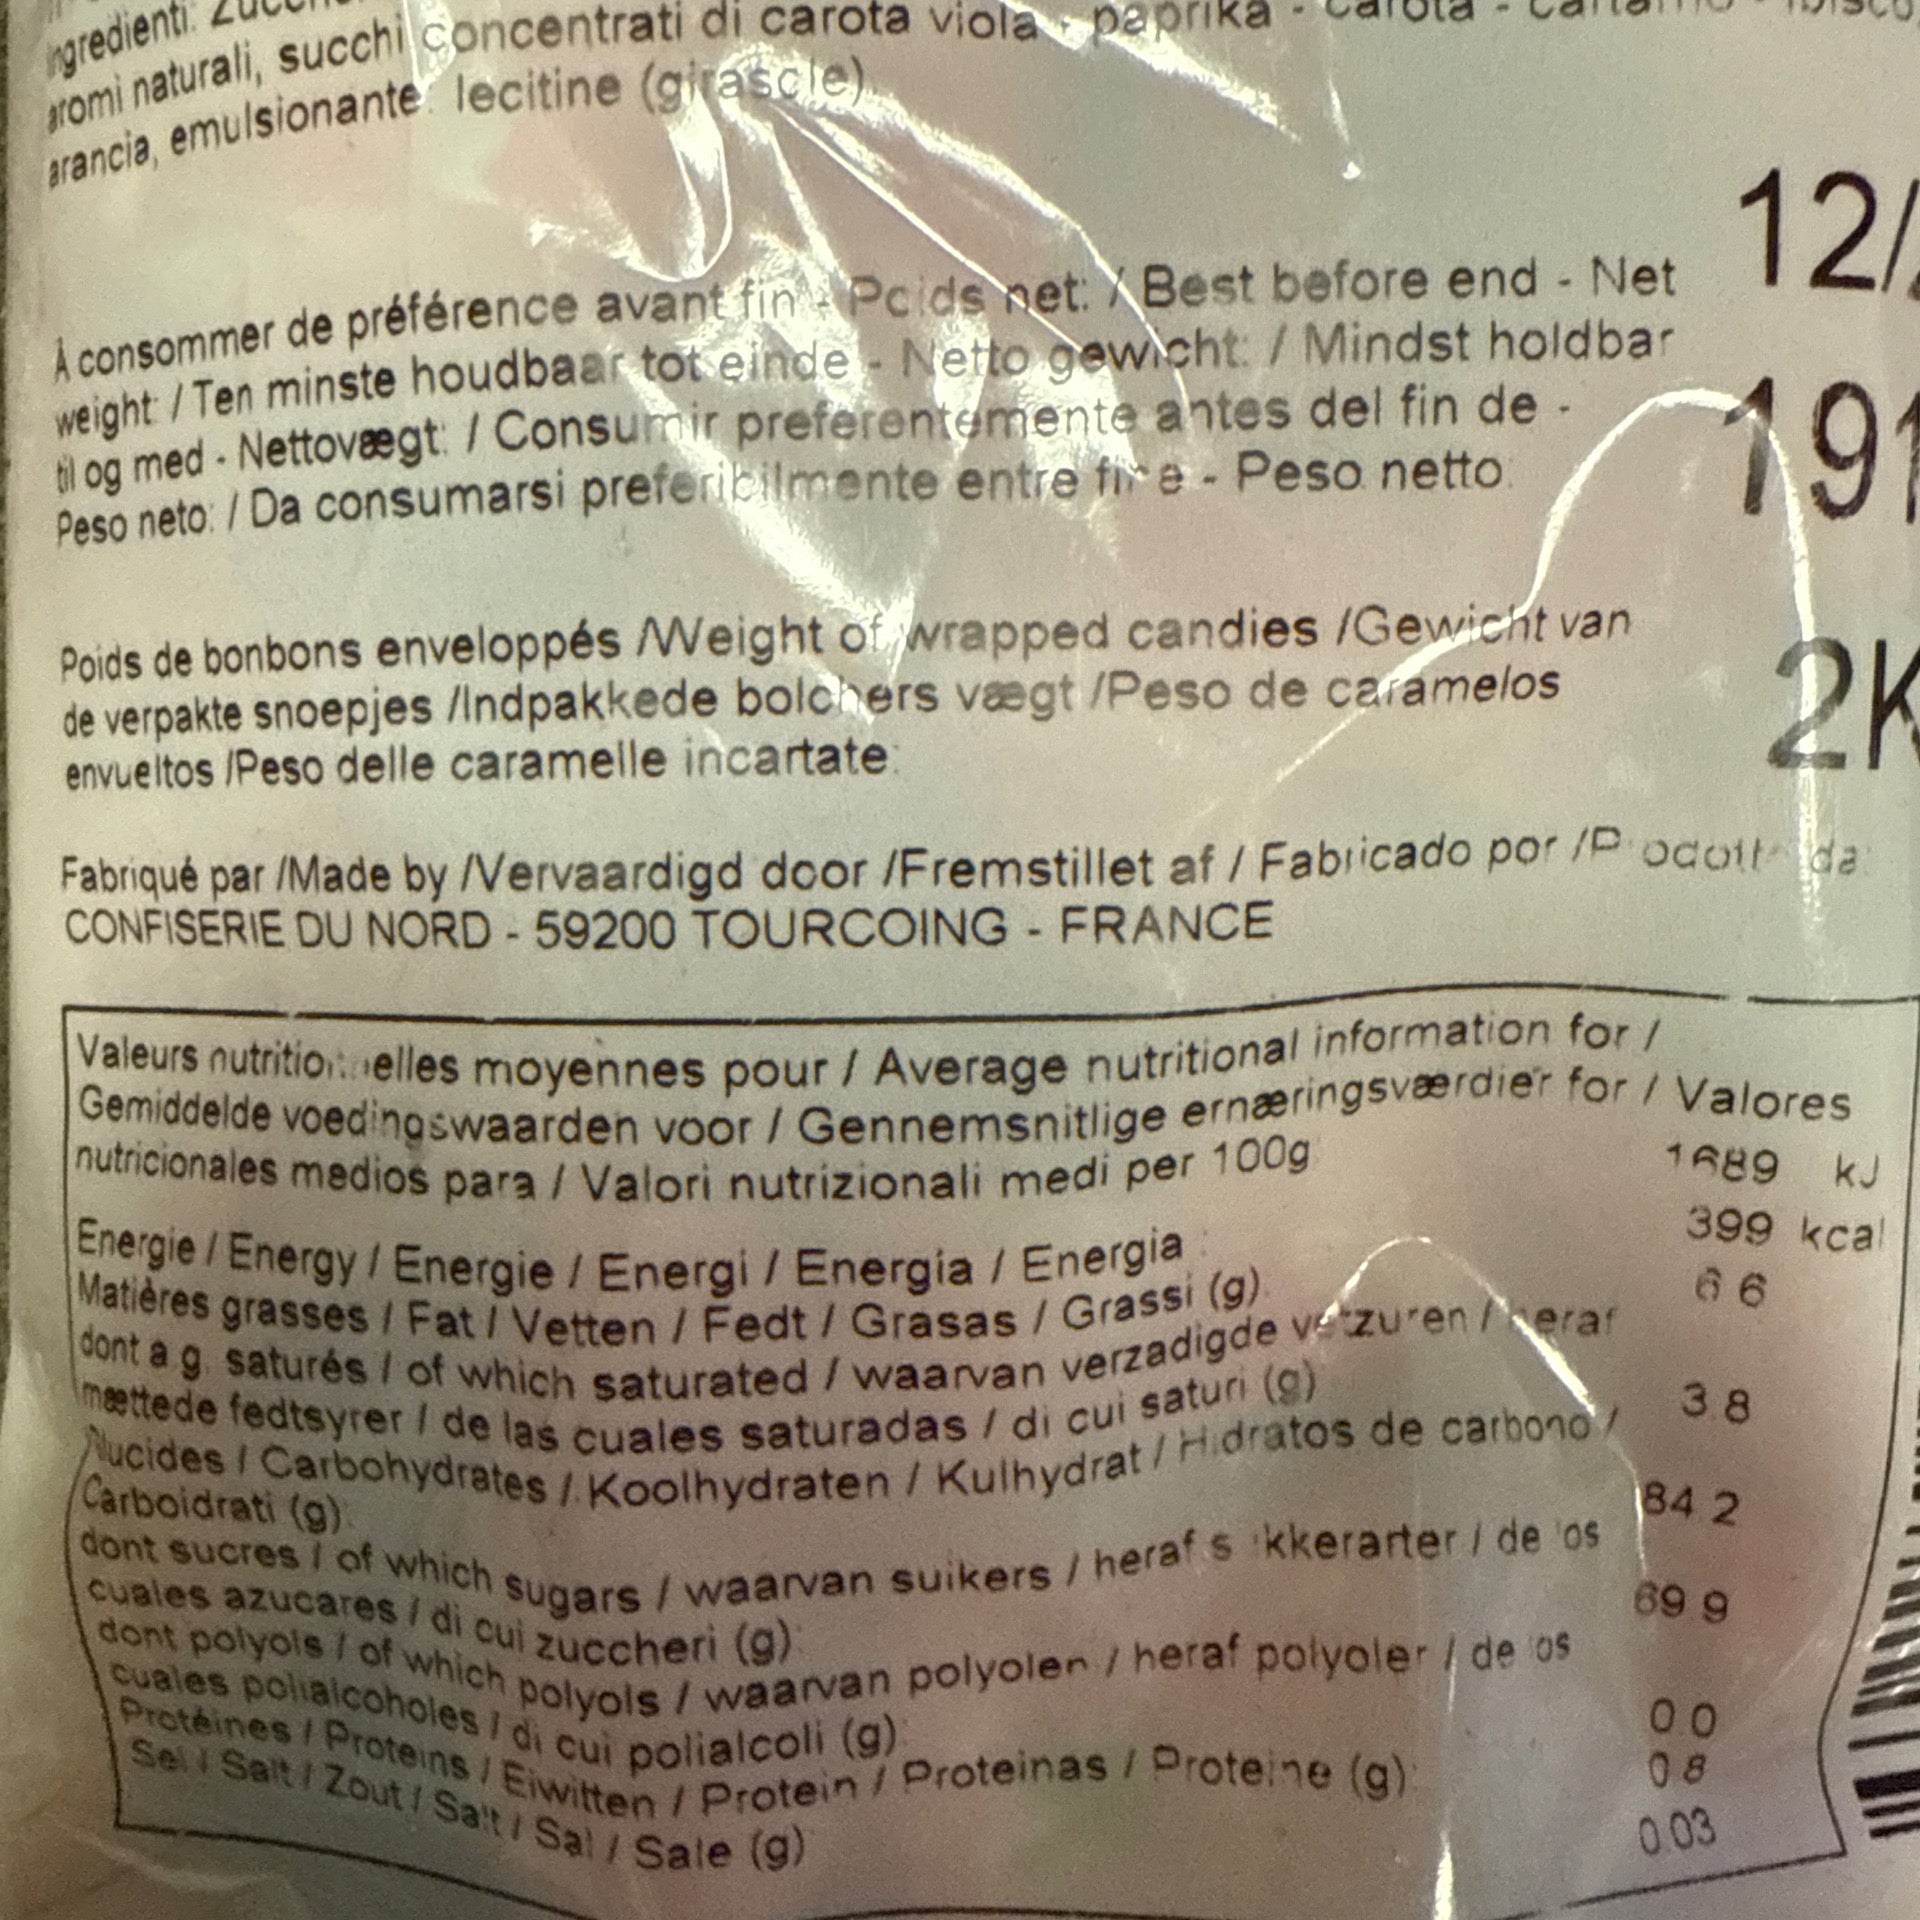 Ingredienti:
aromi naturali, succhi concentrati di carota viola - paprika - carota - cartamo - ibisco
arancia, emulsionante: lecitine (girasole)
12/
À consommer de préférence avant fin - Poids net: / Best before end - Net
weight: / Ten minste houdbaar tot einde - Netto gewicht: / Mindst holdbar
til og med - Nettovægt: / Consumir preferentemente antes del fin de -
Peso neto: / Da consumarsi preferibilmente entre fine - Peso netto:
191
Poids de bonbons enveloppés /Weight of wrapped candies /Gewicht van
de verpakte snoepjes /Indpakkede bolchers vægt /Peso de caramelos
envueltos /Peso delle caramelle incartate:
2K
Fabriqué par /Made by /Vervaardigd door /Fremstillet af / Fabricado por /Prodotto da:
CONFISERIE DU NORD - 59200 TOURCOING - FRANCE
Valeurs nutritionnelles moyennes pour / Average nutritional information for /
Gemiddelde voedingswaarden voor / Gennemsnitlige ernæringsværdier for / Valores
nutricionales medios para / Valori nutrizionali medi per 100g
1689 kJ
Energie / Energy / Energie / Energi / Energía / Energia : 399 kcal
Matières grasses / Fat / Vetten / Fedt / Grasas / Grassi (g): 6.6
dont a.g. saturés / of which saturated / waarvan verzadigde vetzuren / heraf
mættede fedtsyrer / de las cuales saturadas / di cui saturi (g) 3.8
Glucides / Carbohydrates / Koolhydraten / Kulhydrat / Hidratos de carbono /
Carboidrati (g): 84.2
dont sucres / of which sugars / waarvan suikers / heraf sukkerarter / de los
cuales azucares / di cui zuccheri (g): 69.9
dont polyols / of which polyols / waarvan polyolen / heraf polyoler / de los
cuales polialcoholes / di cui polialcoli (g): 0.0
Protéines / Proteins / Eiwitten / Protein / Proteinas / Proteine (g): 0.8
Sel / Salt / Zout / Salt / Sal / Sale (g) 0.03